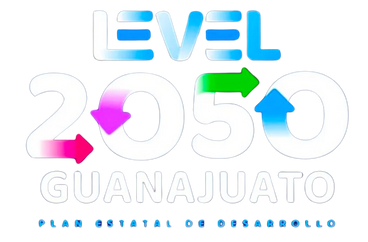 LEVEL
2050
GUANAJUATO
PLAN ESTATAL DE DESARROLLO